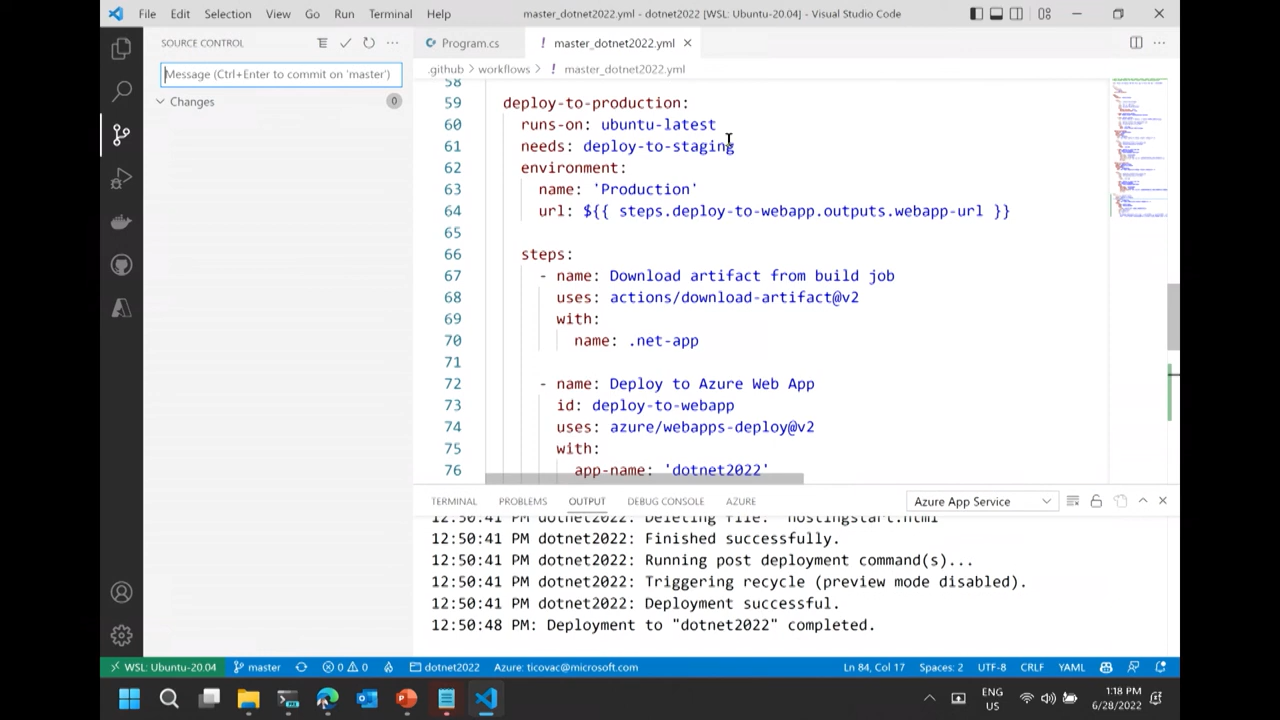 File Edit Selection View Go Run Terminal Help
master_dotnet2022.yml - dotnet2022 [WSL: Ubuntu-20.04] - Visual Studio Code
SOURCE CONTROL
Message (Ctrl+Enter to commit on 'master')
Changes 0
Program.cs
! master_dotnet2022.yml
.github > workflows > ! master_dotnet2022.yml
58
59 deploy-to-production:
60 runs-on: ubuntu-latest
61 needs: deploy-to-staging
62 environment:
63 name: 'Production'
64 url: ${{ steps.deploy-to-webapp.outputs.webapp-url }}
65
66 steps:
67 - name: Download artifact from build job
68 uses: actions/download-artifact@v2
69 with:
70 name: .net-app
71
72 - name: Deploy to Azure Web App
73 id: deploy-to-webapp
74 uses: azure/webapps-deploy@v2
75 with:
76 app-name: 'dotnet2022'
TERMINAL PROBLEMS OUTPUT DEBUG CONSOLE AZURE
Azure App Service
12:50:41 PM dotnet2022: Deleting file: 'hostingstart.html'
12:50:41 PM dotnet2022: Finished successfully.
12:50:41 PM dotnet2022: Running post deployment command(s)...
12:50:41 PM dotnet2022: Triggering recycle (preview mode disabled).
12:50:41 PM dotnet2022: Deployment successful.
12:50:48 PM: Deployment to "dotnet2022" completed.
WSL: Ubuntu-20.04 master 0 0 dotnet2022 Azure: ticovac@microsoft.com Ln 84, Col 17 Spaces: 2 UTF-8 CRLF YAML
ENG
US
1:18 PM
6/28/2022